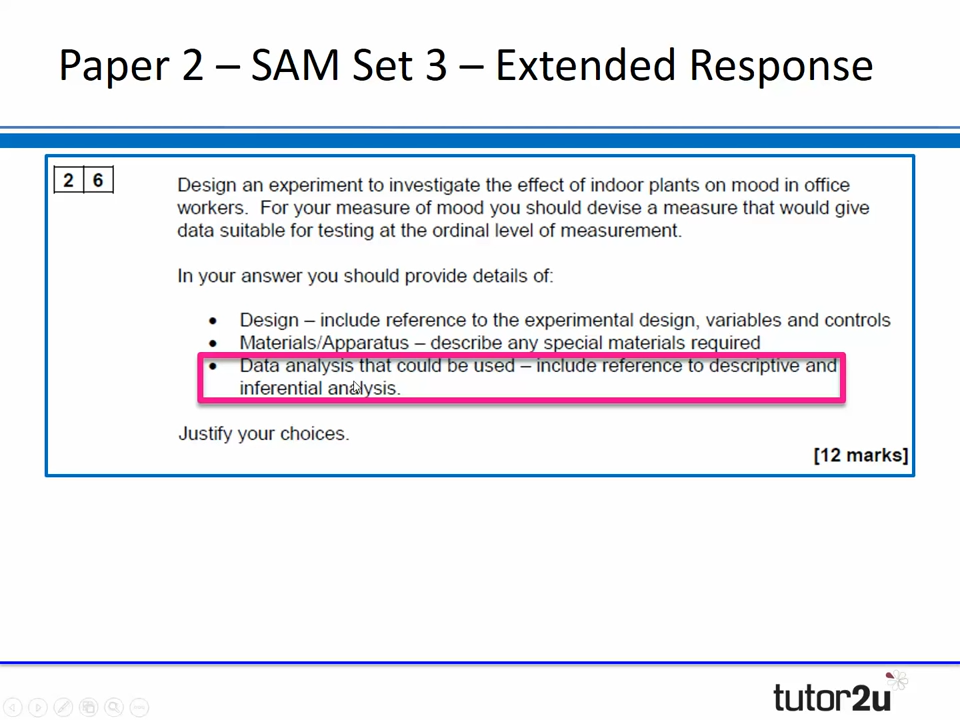 Paper 2 – SAM Set 3 – Extended Response
2 6
Design an experiment to investigate the effect of indoor plants on mood in office
workers. For your measure of mood you should devise a measure that would give
data suitable for testing at the ordinal level of measurement.
In your answer you should provide details of:
• Design – include reference to the experimental design, variables and controls
• Materials/Apparatus – describe any special materials required
• Data analysis that could be used – include reference to descriptive and
inferential analysis.
Justify your choices.
[12 marks]
tutor2u